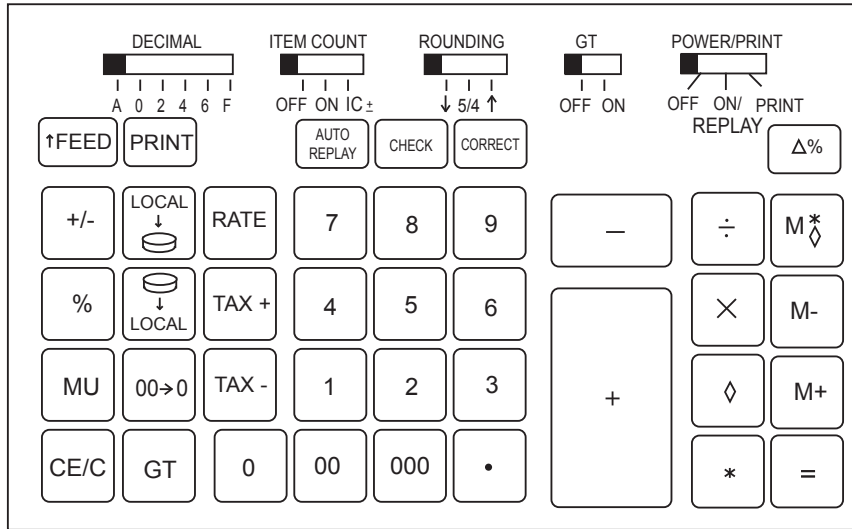 DECIMAL ITEM COUNT ROUNDING GT POWER/PRINT
A 0 2 4 6 F OFF ON IC ± ↓ 5/4 ↑ OFF ON OFF ON/ PRINT
REPLAY
↑FEED PRINT AUTO REPLAY CHECK CORRECT Δ%
+/- LOCAL ↓ RATE 7 8 9 — ÷ M*◊
% ↓ LOCAL TAX + 4 5 6 × M-
MU 00→0 TAX - 1 2 3 + ◊ M+
CE/C GT 0 00 000 • * =